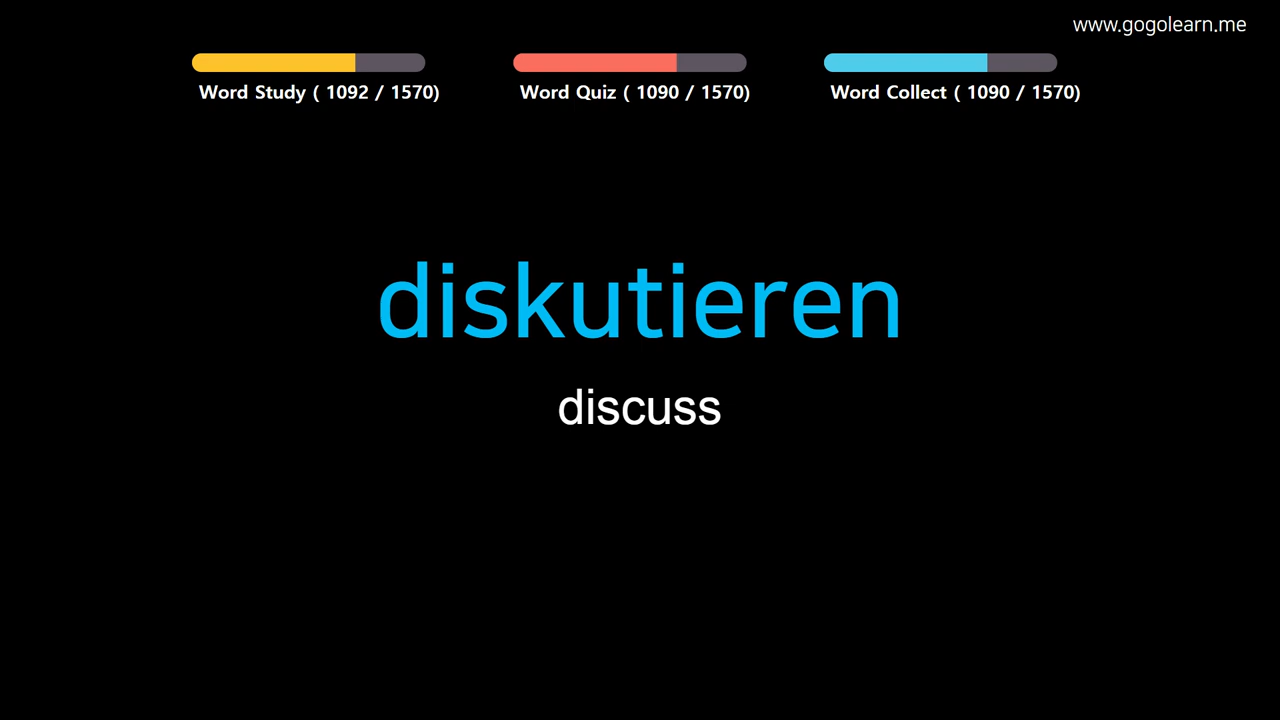 www.gogolearn.me
Word Study ( 1092 / 1570)
Word Quiz ( 1090 / 1570)
Word Collect ( 1090 / 1570)
diskutieren
discuss